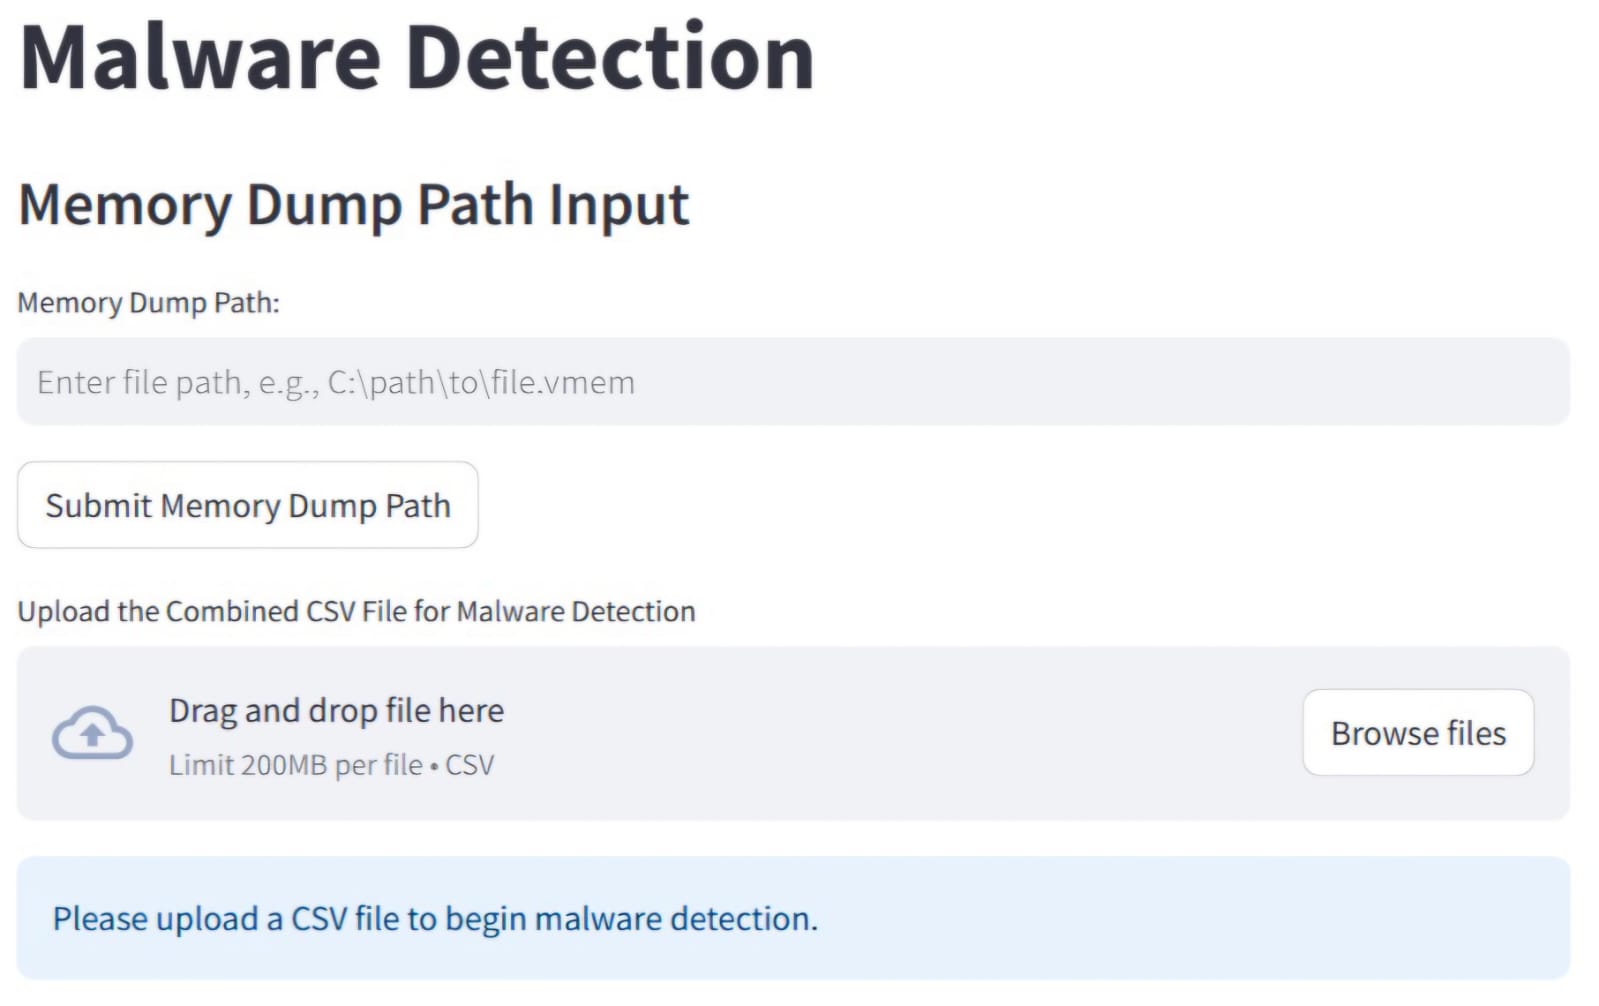 Malware Detection
Memory Dump Path Input
Memory Dump Path:
Enter file path, e.g., C:\path\to\file.vmem
Submit Memory Dump Path
Upload the Combined CSV File for Malware Detection
Drag and drop file here
Limit 200MB per file • CSV
Browse files
Please upload a CSV file to begin malware detection.